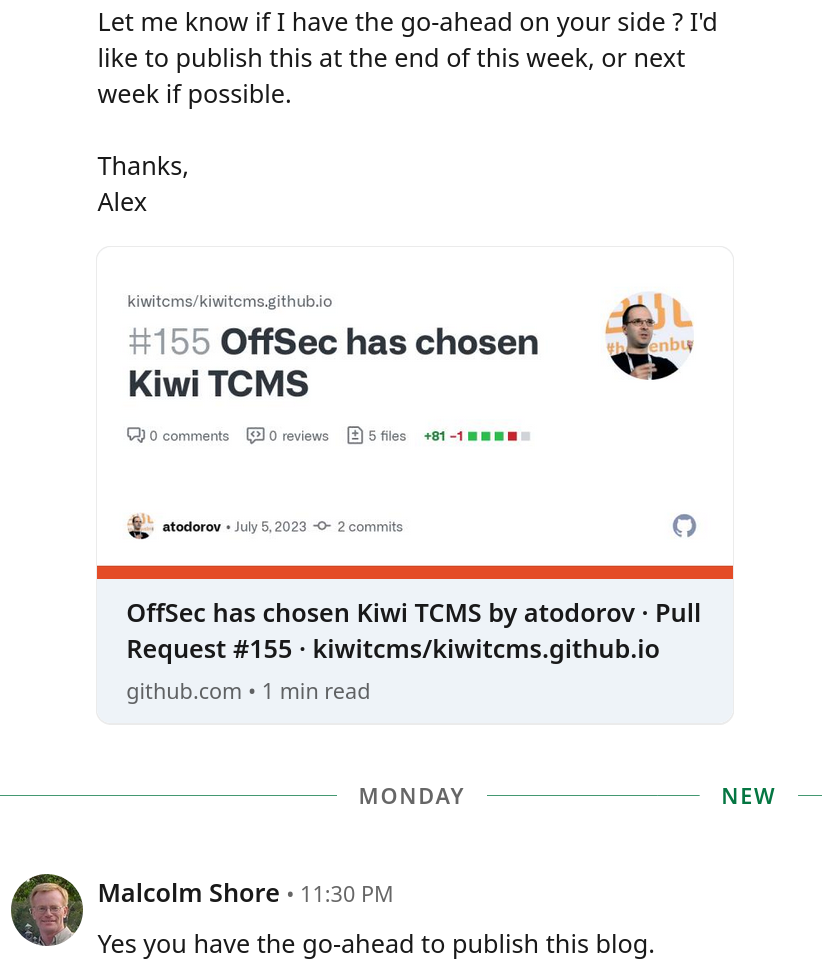 Let me know if I have the go-ahead on your side ? I'd
like to publish this at the end of this week, or next
week if possible.
Thanks,
Alex
kiwitcms/kiwitcms.github.io
#155 OffSec has chosen
Kiwi TCMS
0 comments 0 reviews 5 files +81 −1
atodorov • July 5, 2023 2 commits
OffSec has chosen Kiwi TCMS by atodorov · Pull
Request #155 · kiwitcms/kiwitcms.github.io
github.com • 1 min read
MONDAY NEW
Malcolm Shore • 11:30 PM
Yes you have the go-ahead to publish this blog.